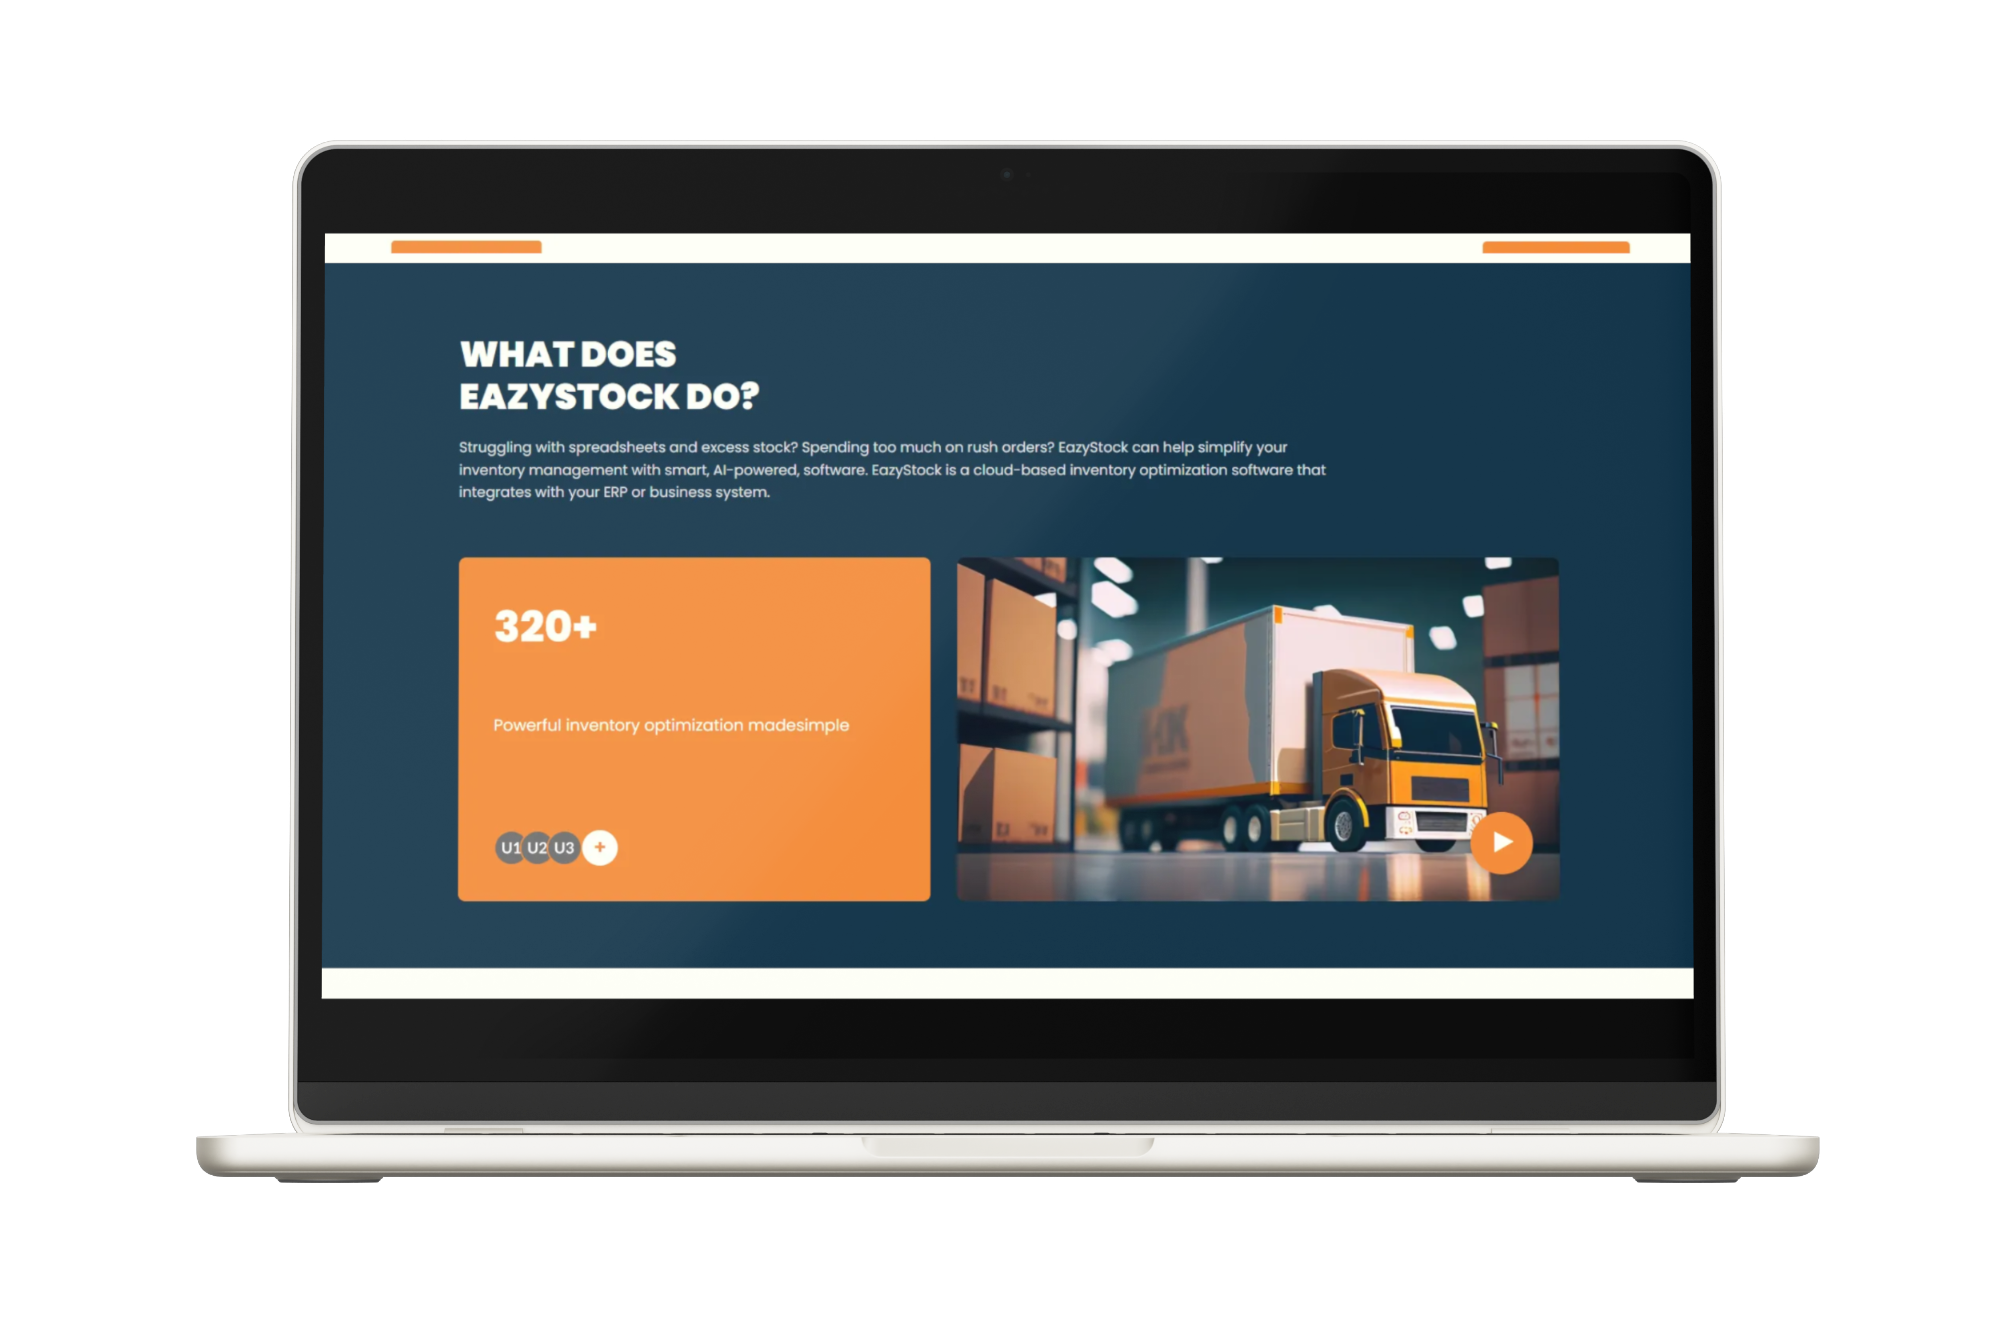 WHAT DOES
EAZYSTOCK DO?
Struggling with spreadsheets and excess stock? Spending too much on rush orders? EazyStock can help simplify your
inventory management with smart, AI-powered, software. EazyStock is a cloud-based inventory optimization software that
integrates with your ERP or business system.
320+
Powerful inventory optimization madesimple
U1 U2 U3 +